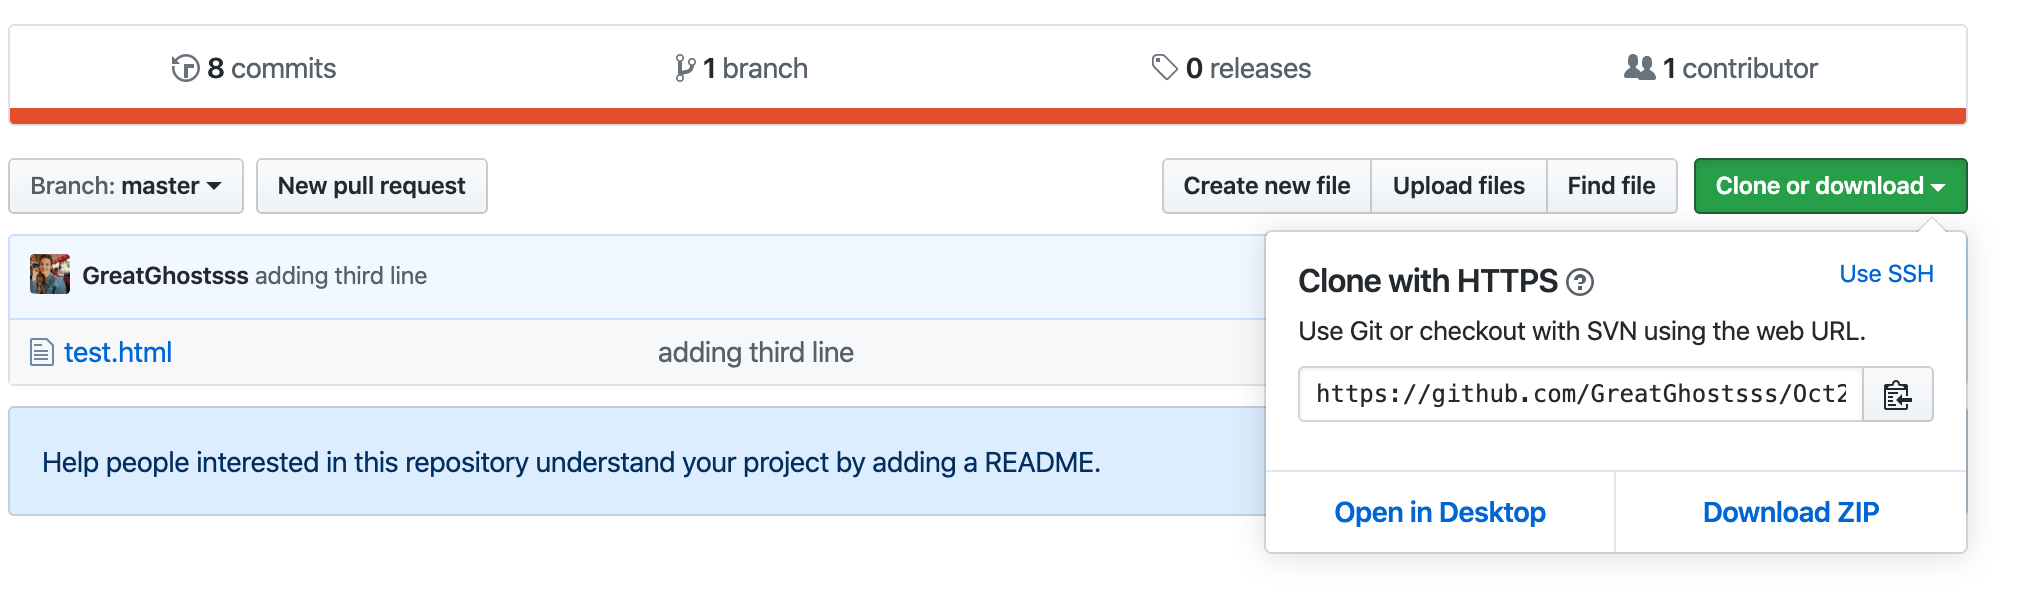 8 commits
1 branch
0 releases
1 contributor
Branch: master
New pull request
Create new file
Upload files
Find file
Clone or download
GreatGhostsss adding third line
Clone with HTTPS
Use SSH
Use Git or checkout with SVN using the web URL.
test.html
adding third line
https://github.com/GreatGhostsss/Oct2
Help people interested in this repository understand your project by adding a README.
Open in Desktop
Download ZIP